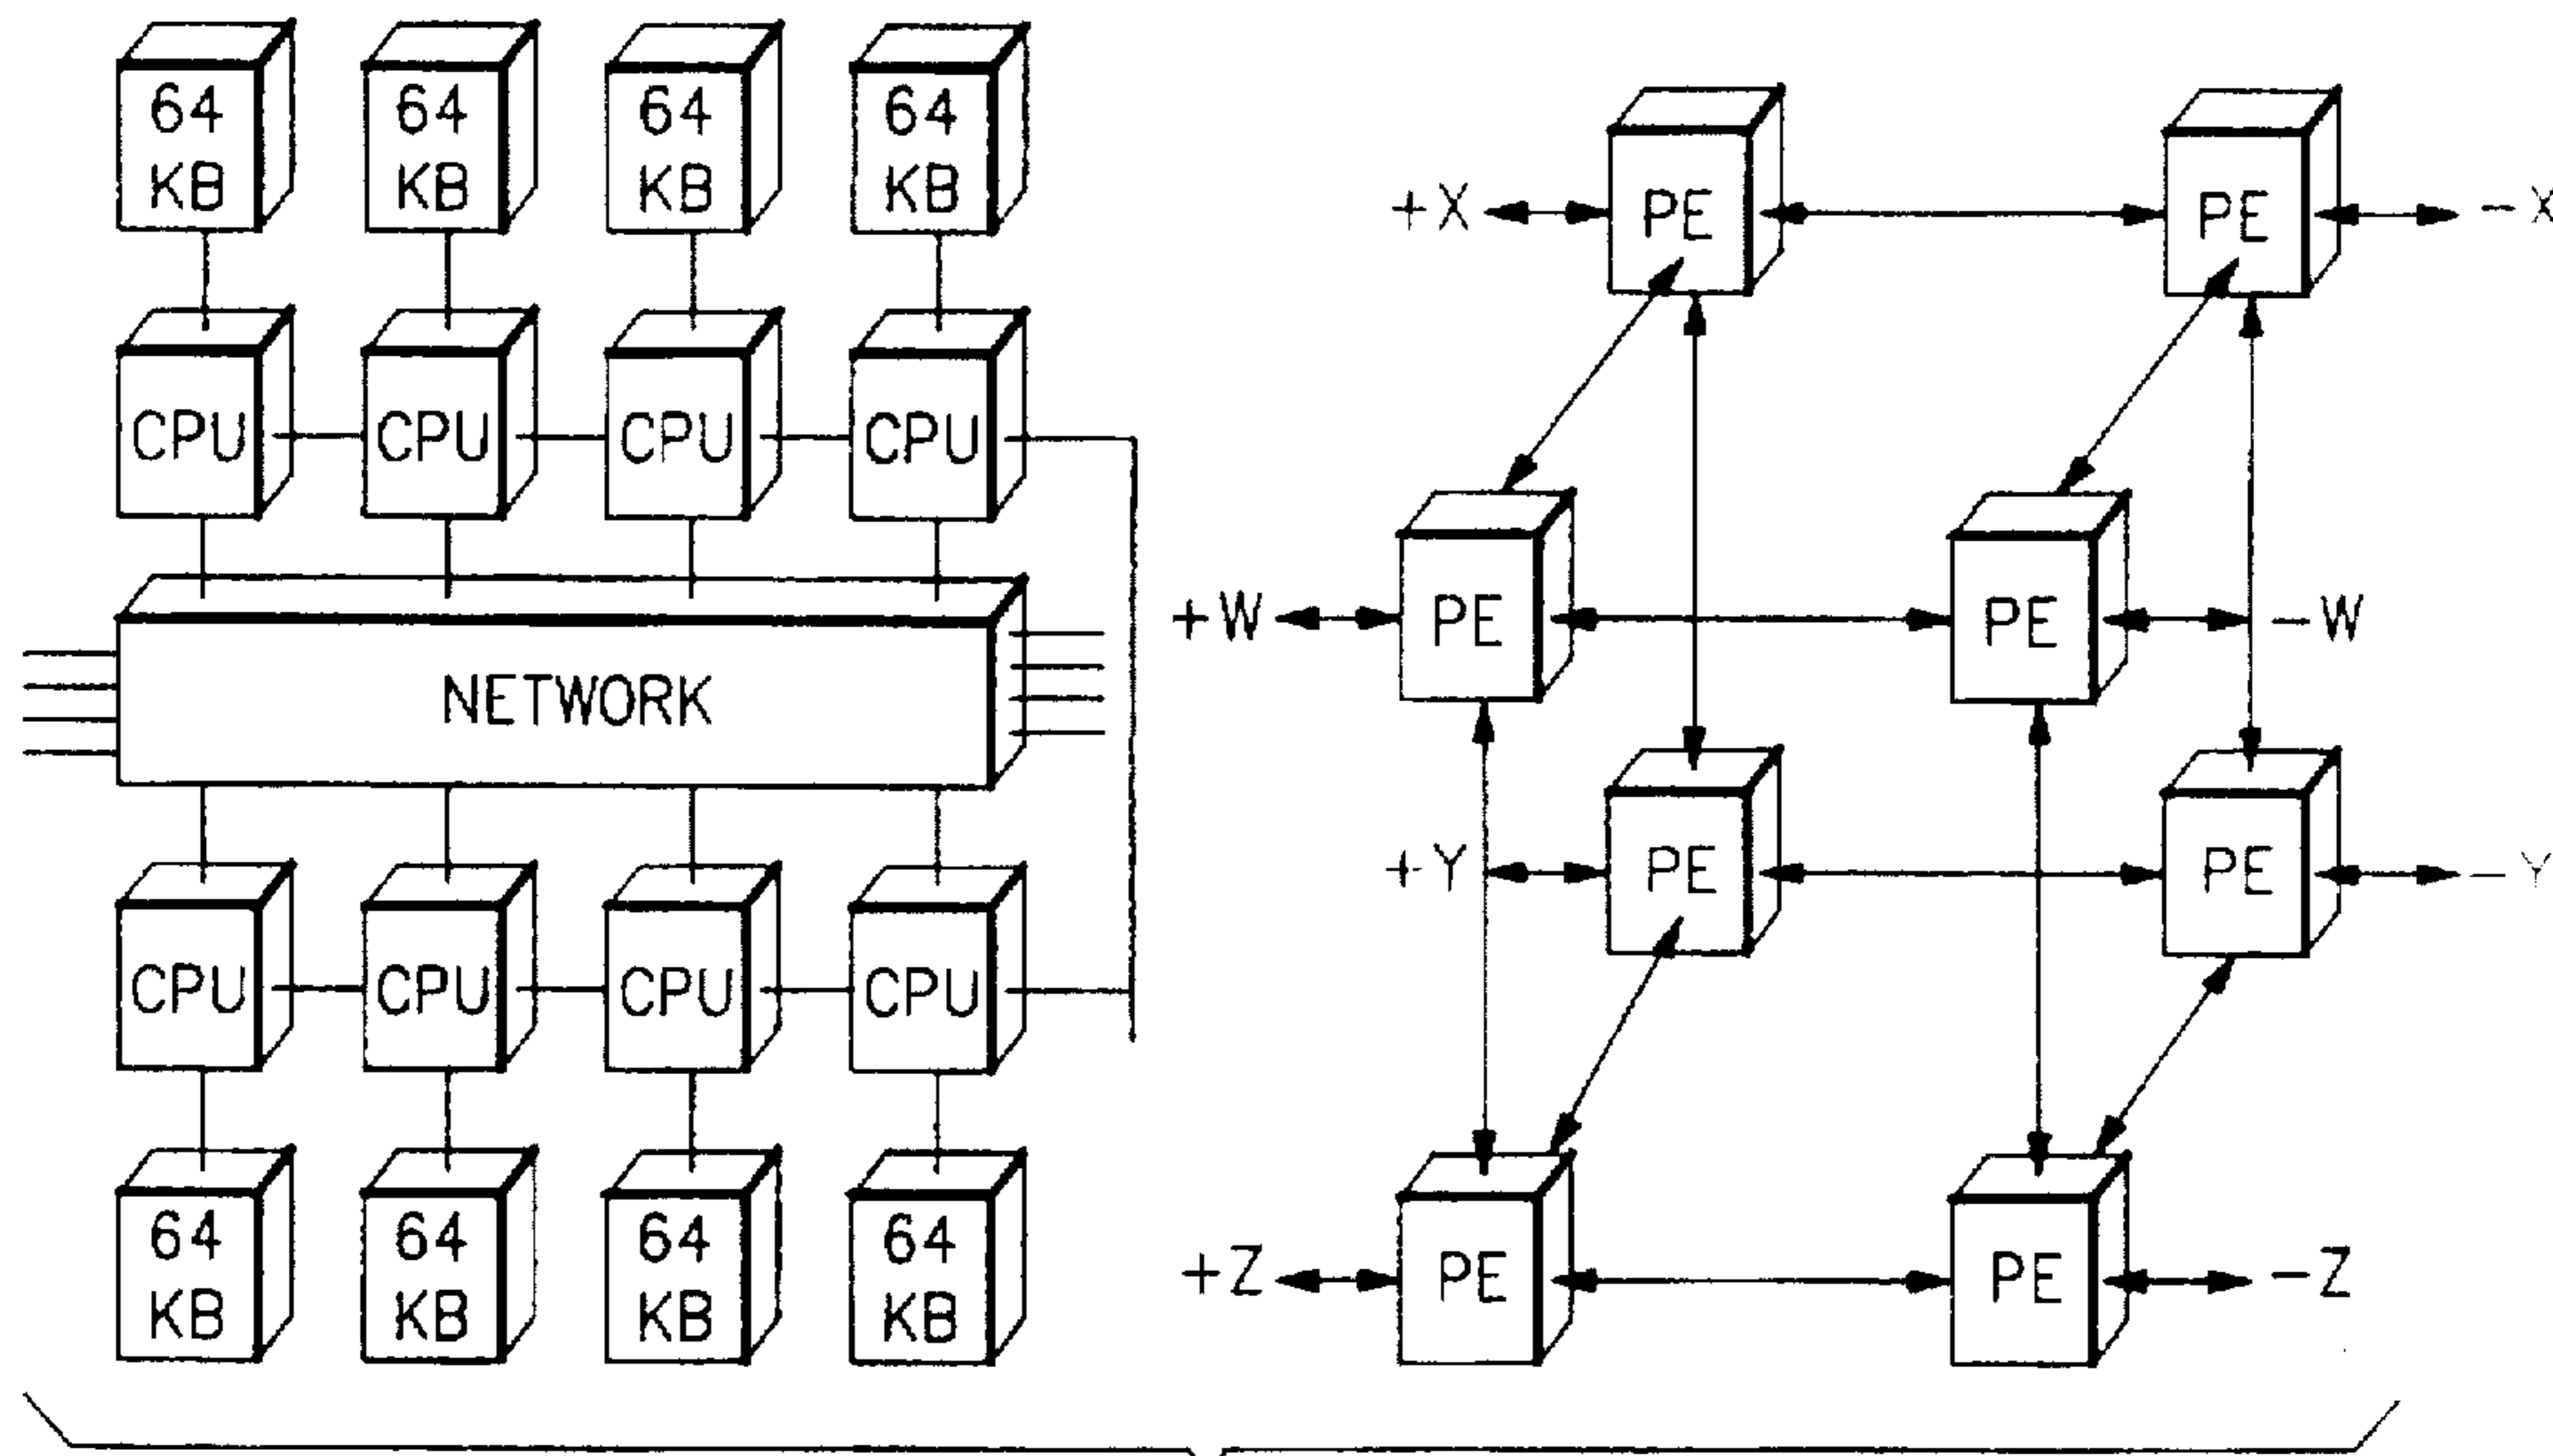 64 KB
64 KB
64 KB
64 KB
CPU
CPU
CPU
CPU
NETWORK
CPU
CPU
CPU
CPU
64 KB
64 KB
64 KB
64 KB
+X
PE
PE
-X
+W
PE
PE
-W
+Y
PE
PE
-Y
+Z
PE
PE
-Z